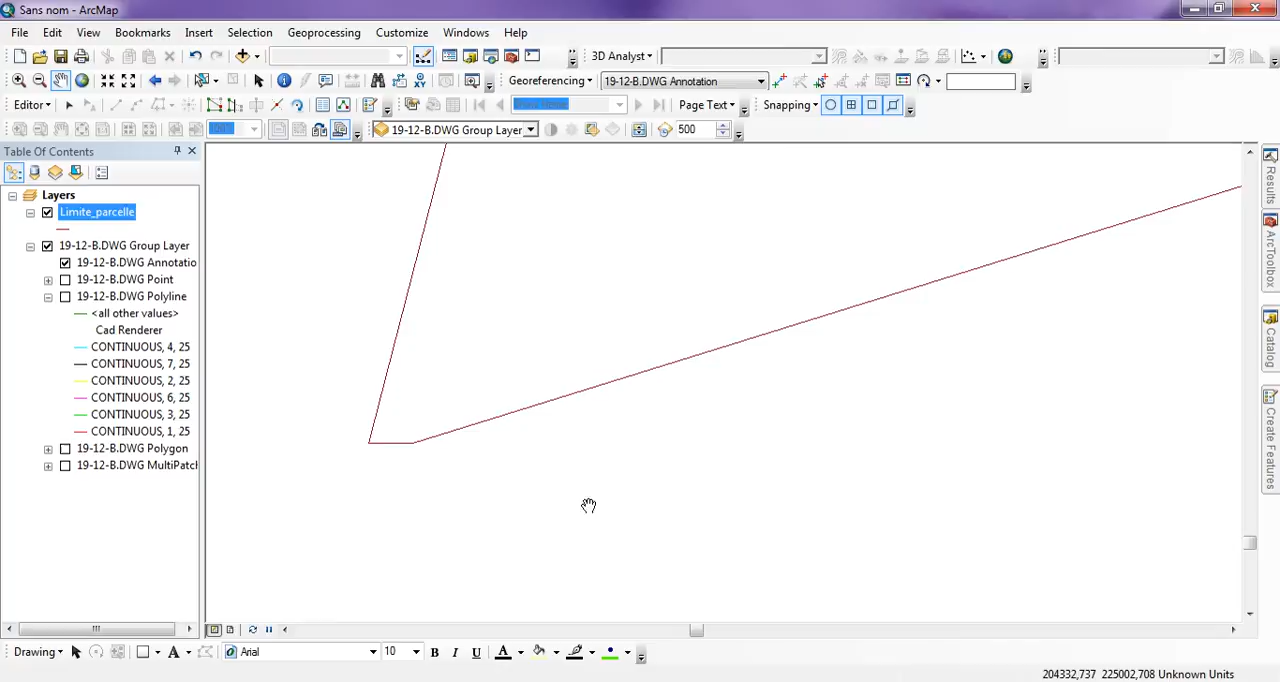 Sans nom - ArcMap
File Edit View Bookmarks Insert Selection Geoprocessing Customize Windows Help
3D Analyst
Georeferencing 19-12-B.DWG Annotation
Editor Page Text Snapping
19-12-B.DWG Group Layer 500
Table Of Contents
Layers
Limite_parcelle
19-12-B.DWG Group Layer
19-12-B.DWG Annotatio
19-12-B.DWG Point
19-12-B.DWG Polyline
<all other values>
Cad Renderer
CONTINUOUS, 4, 25
CONTINUOUS, 7, 25
CONTINUOUS, 2, 25
CONTINUOUS, 6, 25
CONTINUOUS, 3, 25
CONTINUOUS, 1, 25
19-12-B.DWG Polygon
19-12-B.DWG MultiPatch
Results
ArcToolbox
Catalog
Create Features
Drawing A Arial 10 B I U A
204332,737 225002,708 Unknown Units